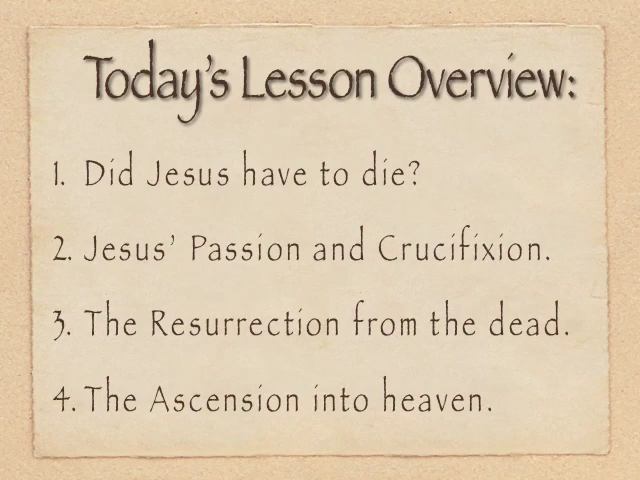 Today's Lesson Overview:
1. Did Jesus have to die?
2. Jesus' Passion and Crucifixion.
3. The Resurrection from the dead.
4. The Ascension into heaven.